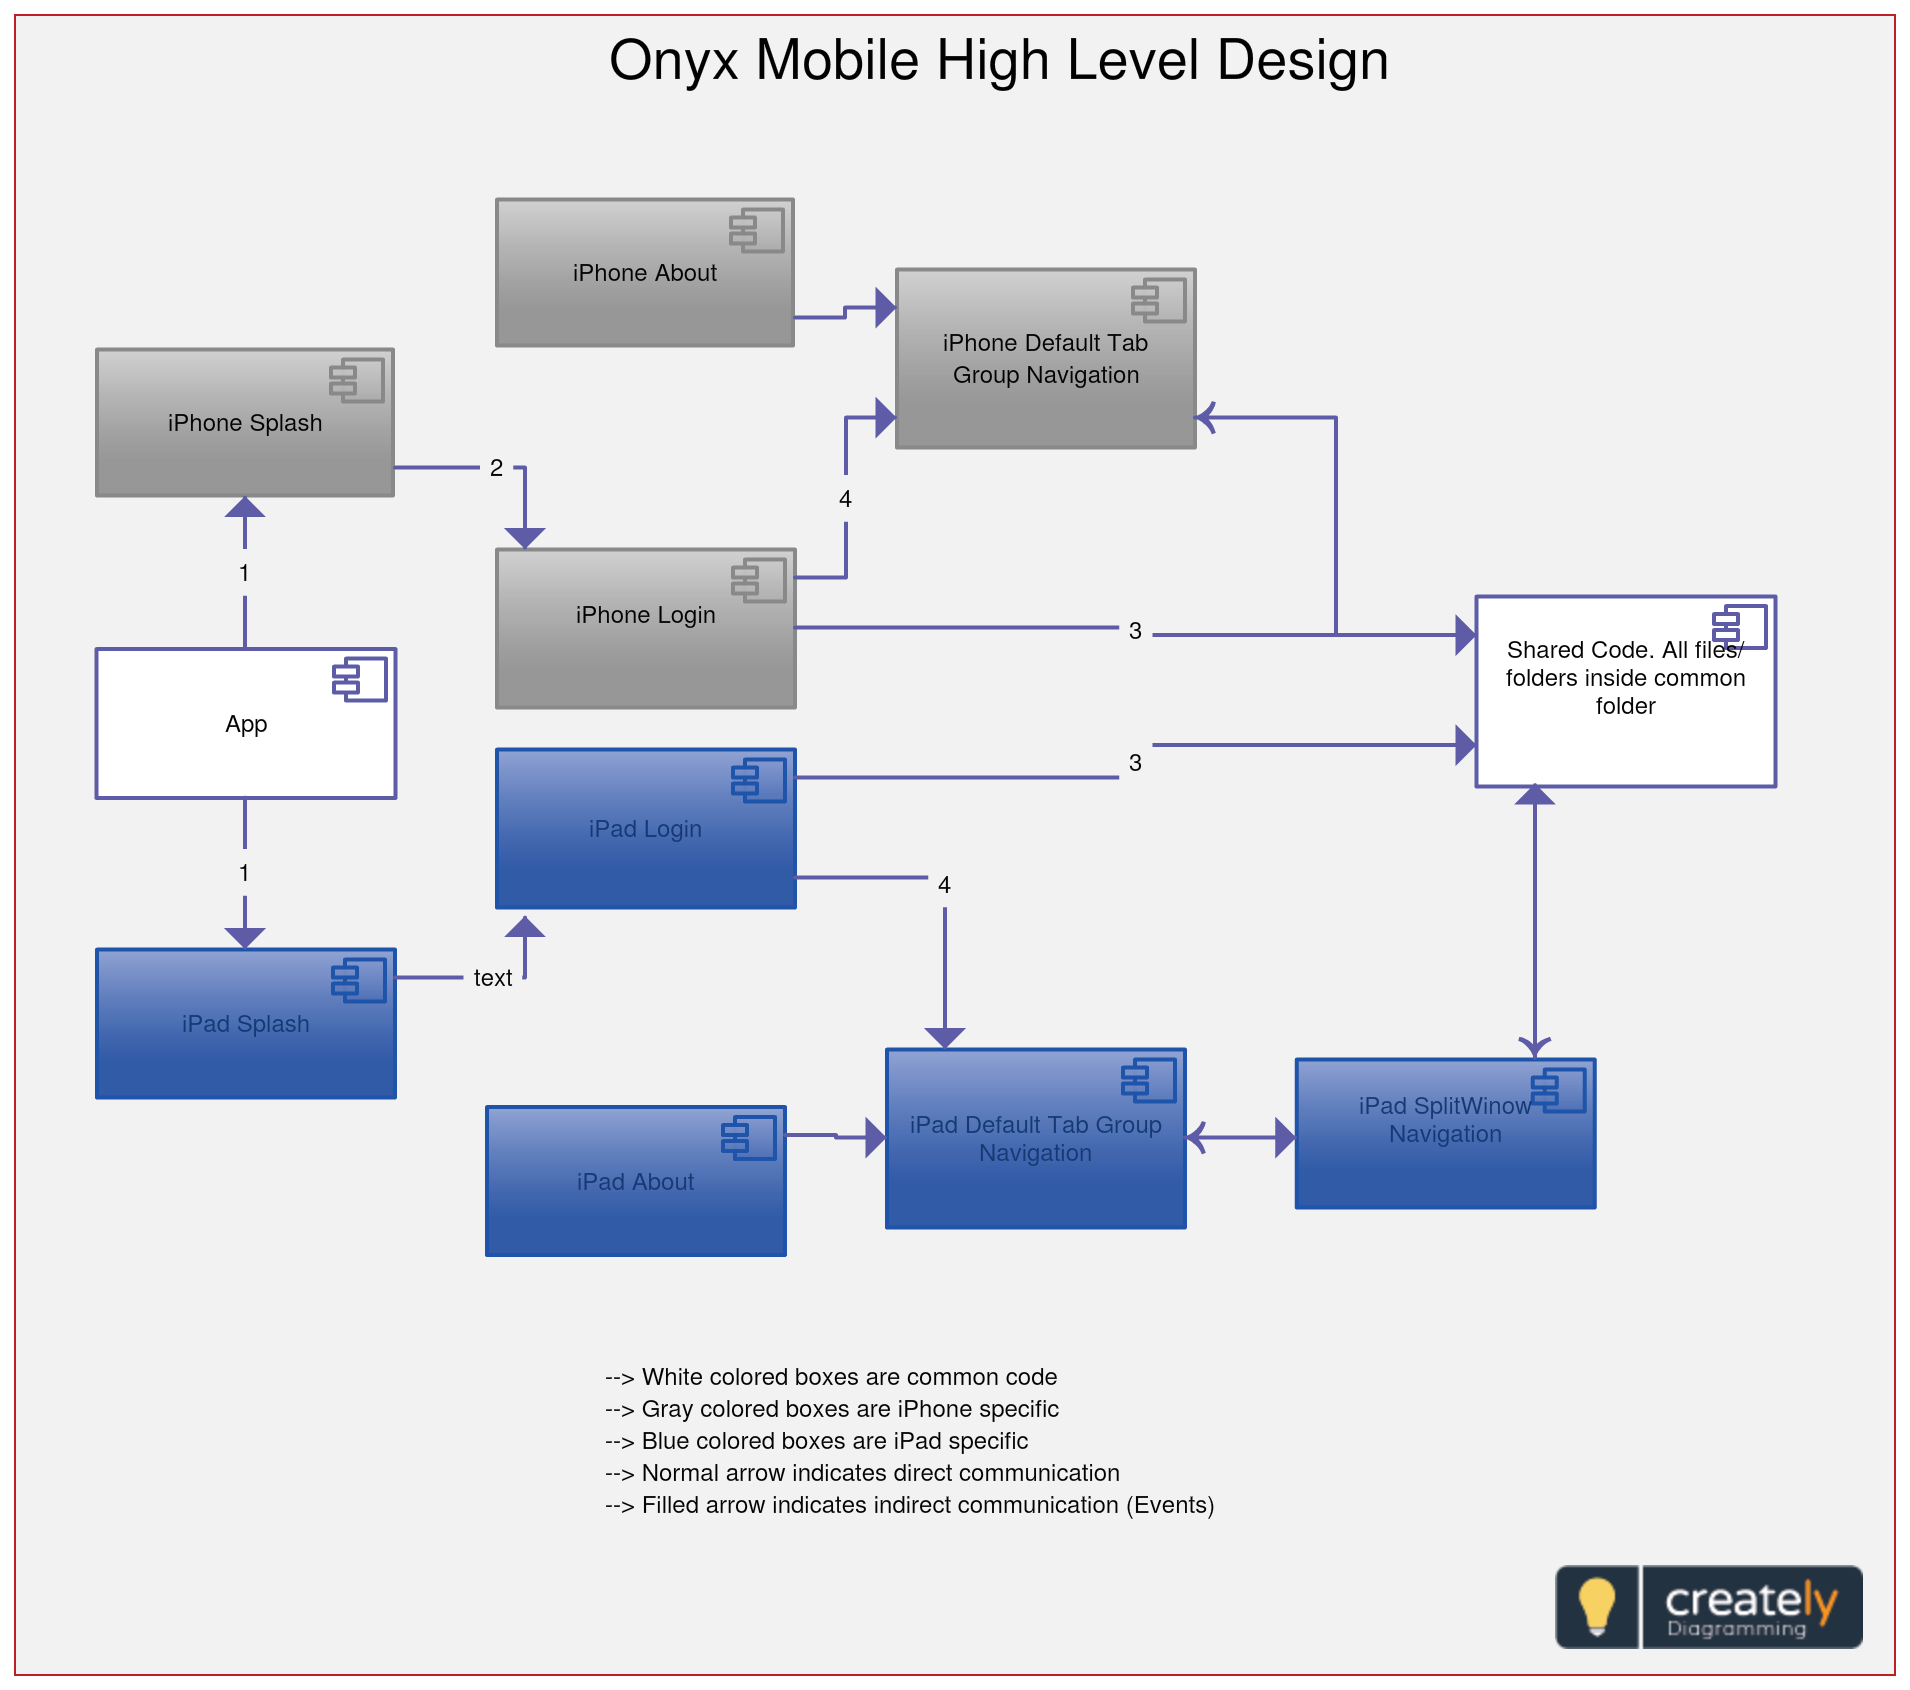 Onyx Mobile High Level Design
iPhone About
iPhone Default Tab
Group Navigation
iPhone Splash
2
4
1
iPhone Login
3
Shared Code. All files/
folders inside common
folder
App
3
iPad Login
1
4
text
iPad Splash
iPad Default Tab Group
Navigation
iPad SplitWinow
Navigation
iPad About
--> White colored boxes are common code
--> Gray colored boxes are iPhone specific
--> Blue colored boxes are iPad specific
--> Normal arrow indicates direct communication
--> Filled arrow indicates indirect communication (Events)
creately
Diagramming